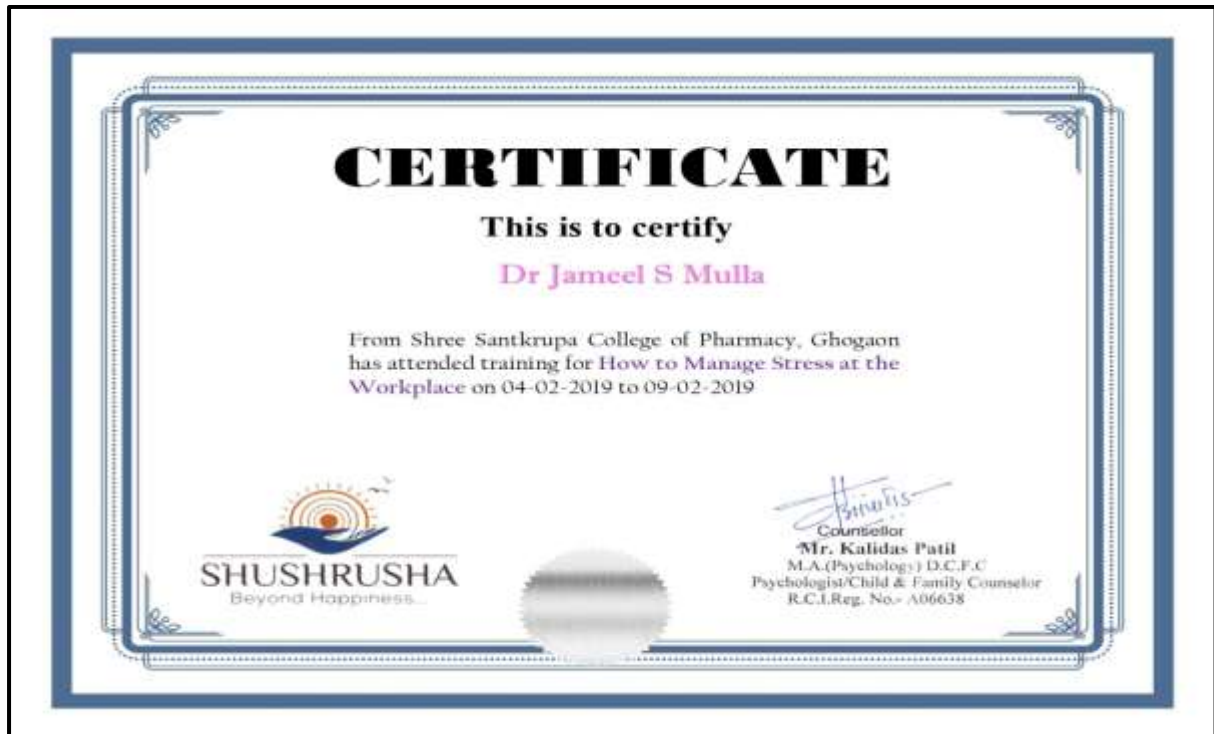 CERTIFICATE
This is to certify
Dr Jameel S Mulla
From Shree Santkrupa College of Pharmacy, Ghogaon
has attended training for How to Manage Stress at the
Workplace on 04-02-2019 to 09-02-2019
SHUSHRUSHA
Beyond Happiness...
Counsellor
Mr. Kalidas Patil
M.A.(Psychology) D.C.F.C
Psychologist/Child & Family Counselor
R.C.I.Reg. No.- A06638